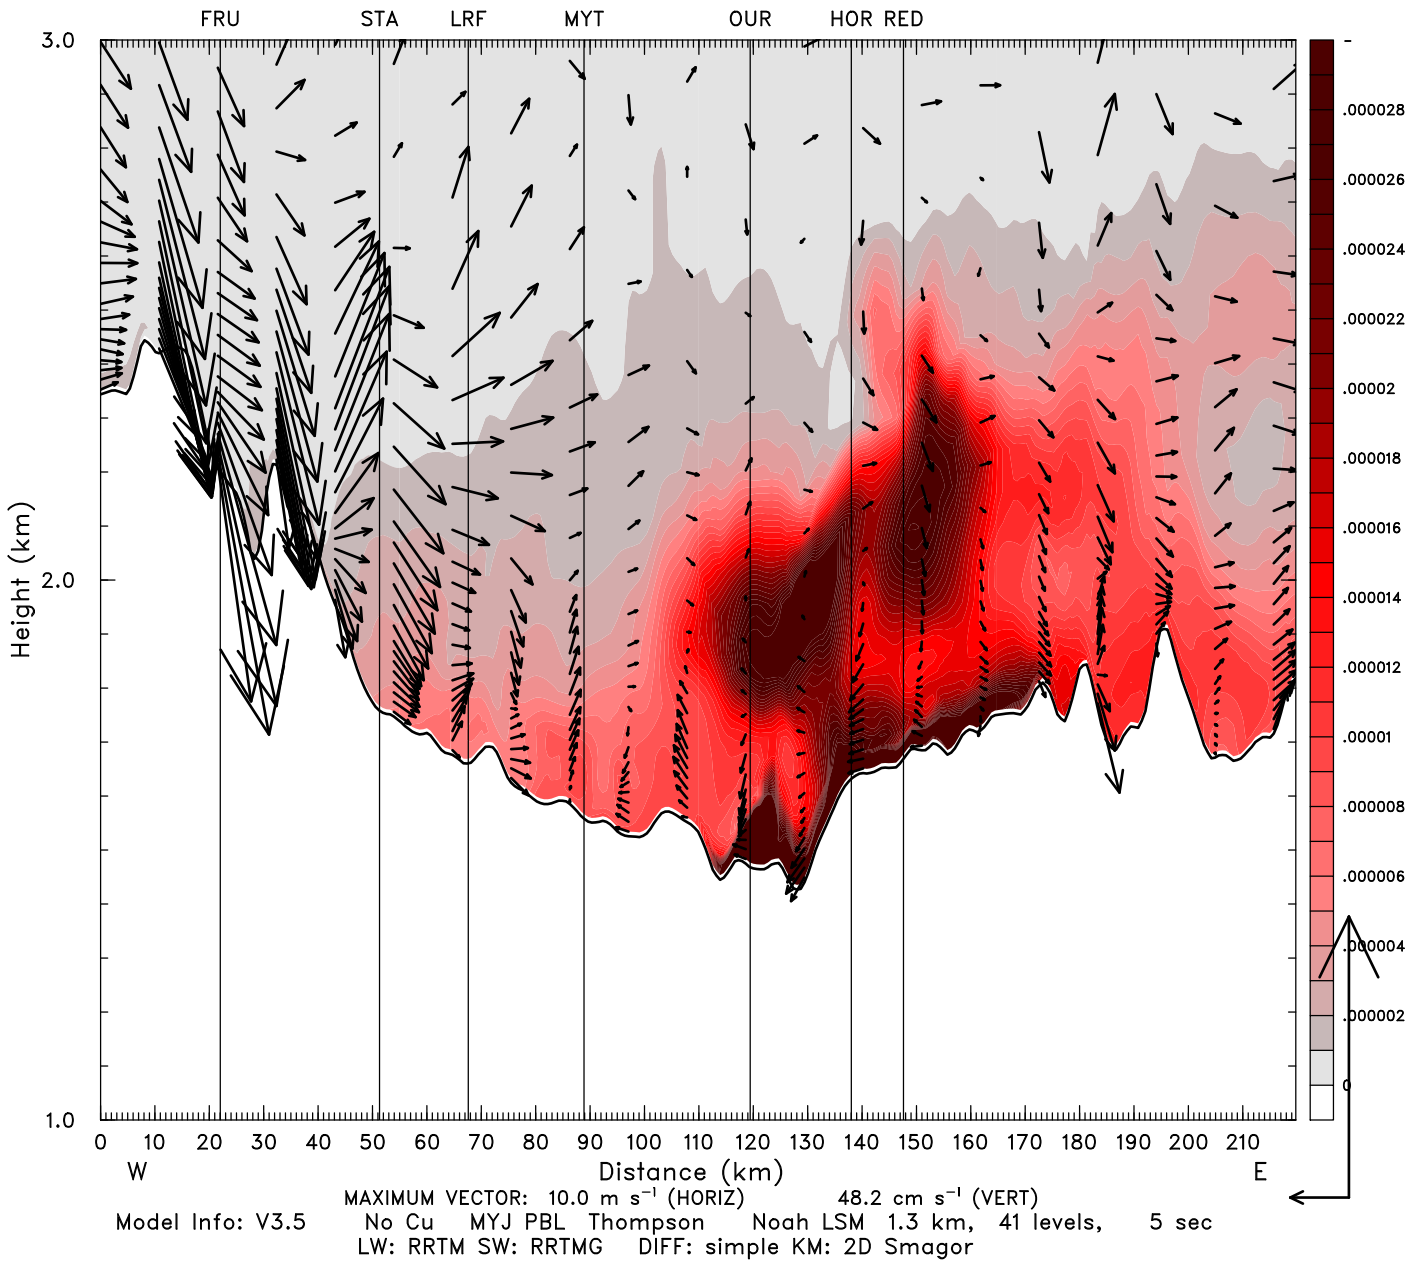 FRU STA LRF MYT OUR HOR RED
3.0
2.0
1.0
Height (km)
-
.000028
.000026
.000024
.000022
.00002
.000018
.000016
.000014
.000012
.00001
.000008
.000006
.000004
.000002
0
0 10 20 30 40 50 60 70 80 90 100 110 120 130 140 150 160 170 180 190 200 210
W Distance (km) E
MAXIMUM VECTOR: 10.0 m s⁻¹ (HORIZ) 48.2 cm s⁻¹ (VERT)
Model Info: V3.5 No Cu MYJ PBL Thompson Noah LSM 1.3 km, 41 levels, 5 sec
LW: RRTM SW: RRTMG DIFF: simple KM: 2D Smagor